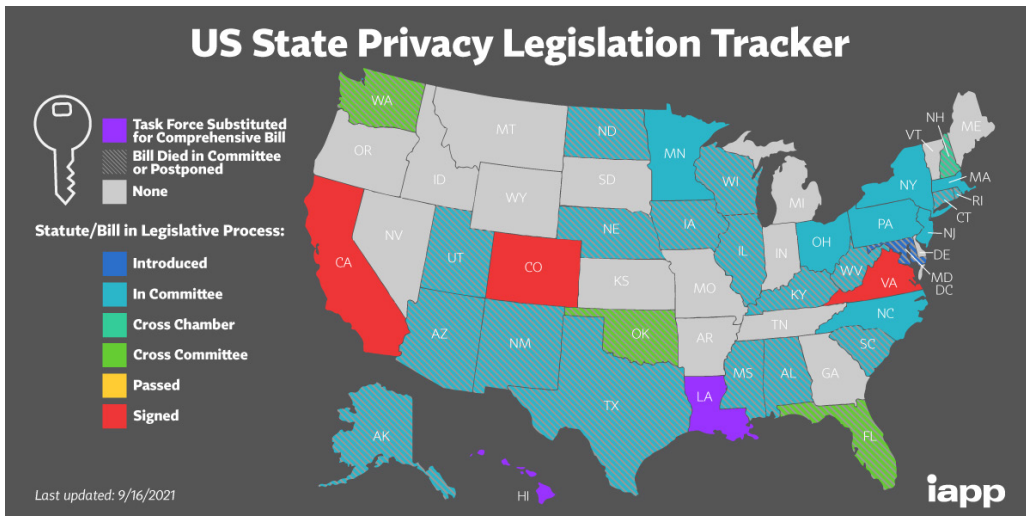 US State Privacy Legislation Tracker
Task Force Substituted
for Comprehensive Bill
Bill Died in Committee
or Postponed
None
Statute/Bill in Legislative Process:
Introduced
In Committee
Cross Chamber
Cross Committee
Passed
Signed
WA
OR
MT
ID
WY
NV
CA
UT
CO
AZ
NM
ND
SD
NE
KS
OK
TX
MN
IA
MO
AR
LA
WI
IL
MI
IN
OH
KY
TN
MS
AL
GA
FL
SC
NC
VA
WV
PA
NY
VT
NH
ME
MA
RI
CT
NJ
DE
MD
DC
AK
HI
Last updated: 9/16/2021
iapp